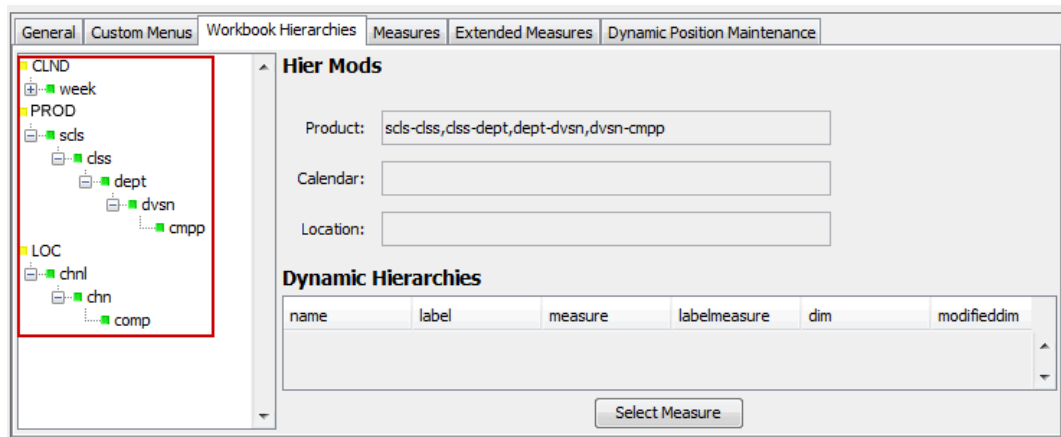 General Custom Menus Workbook Hierarchies Measures Extended Measures Dynamic Position Maintenance
CLND
week
PROD
scls
clss
dept
dvsn
cmpp
LOC
chnl
chn
comp
Hier Mods
Product: scls-clss,clss-dept,dept-dvsn,dvsn-cmpp
Calendar:
Location:
Dynamic Hierarchies
name label measure labelmeasure dim modifieddim
Select Measure